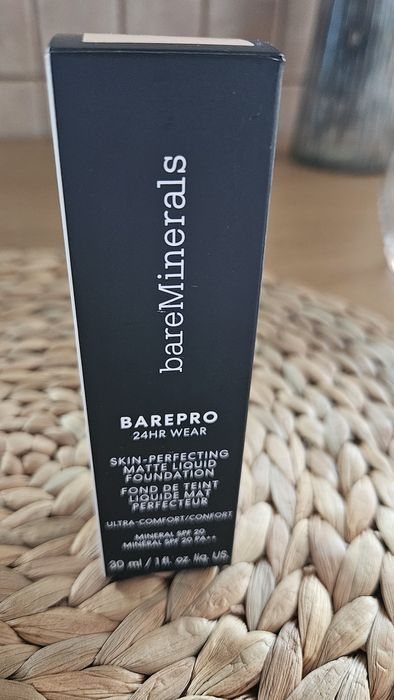 bareMinerals
BAREPRO
24HR WEAR
SKIN-PERFECTING
MATTE LIQUID
FOUNDATION
FOND DE TEINT
LIQUIDE MAT
PERFECTEUR
ULTRA-COMFORT/CONFORT
MINERAL SPF 20
MINERAL SPF 20 PA++
30 ml / 1 fl. oz. liq. US.